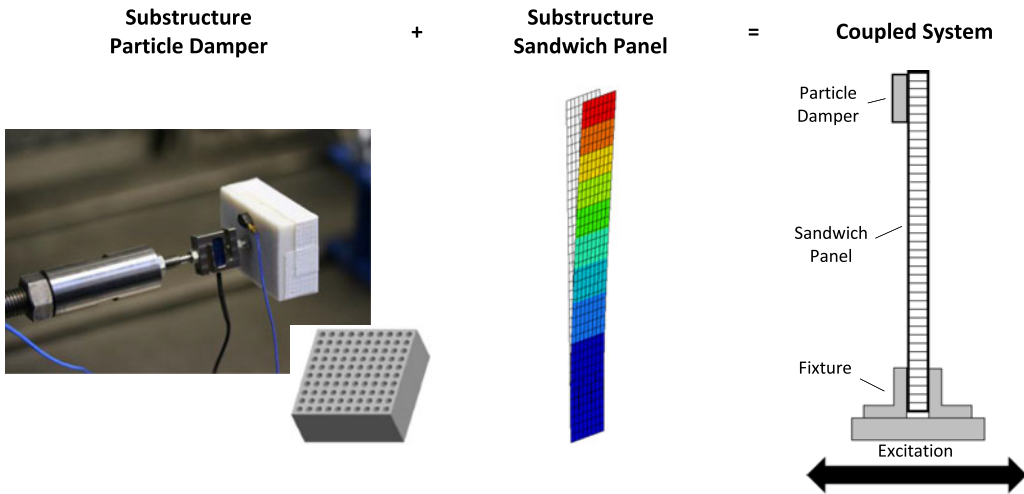 Substructure
Particle Damper
+
Substructure
Sandwich Panel
=
Coupled System
Particle
Damper
Sandwich
Panel
Fixture
Excitation